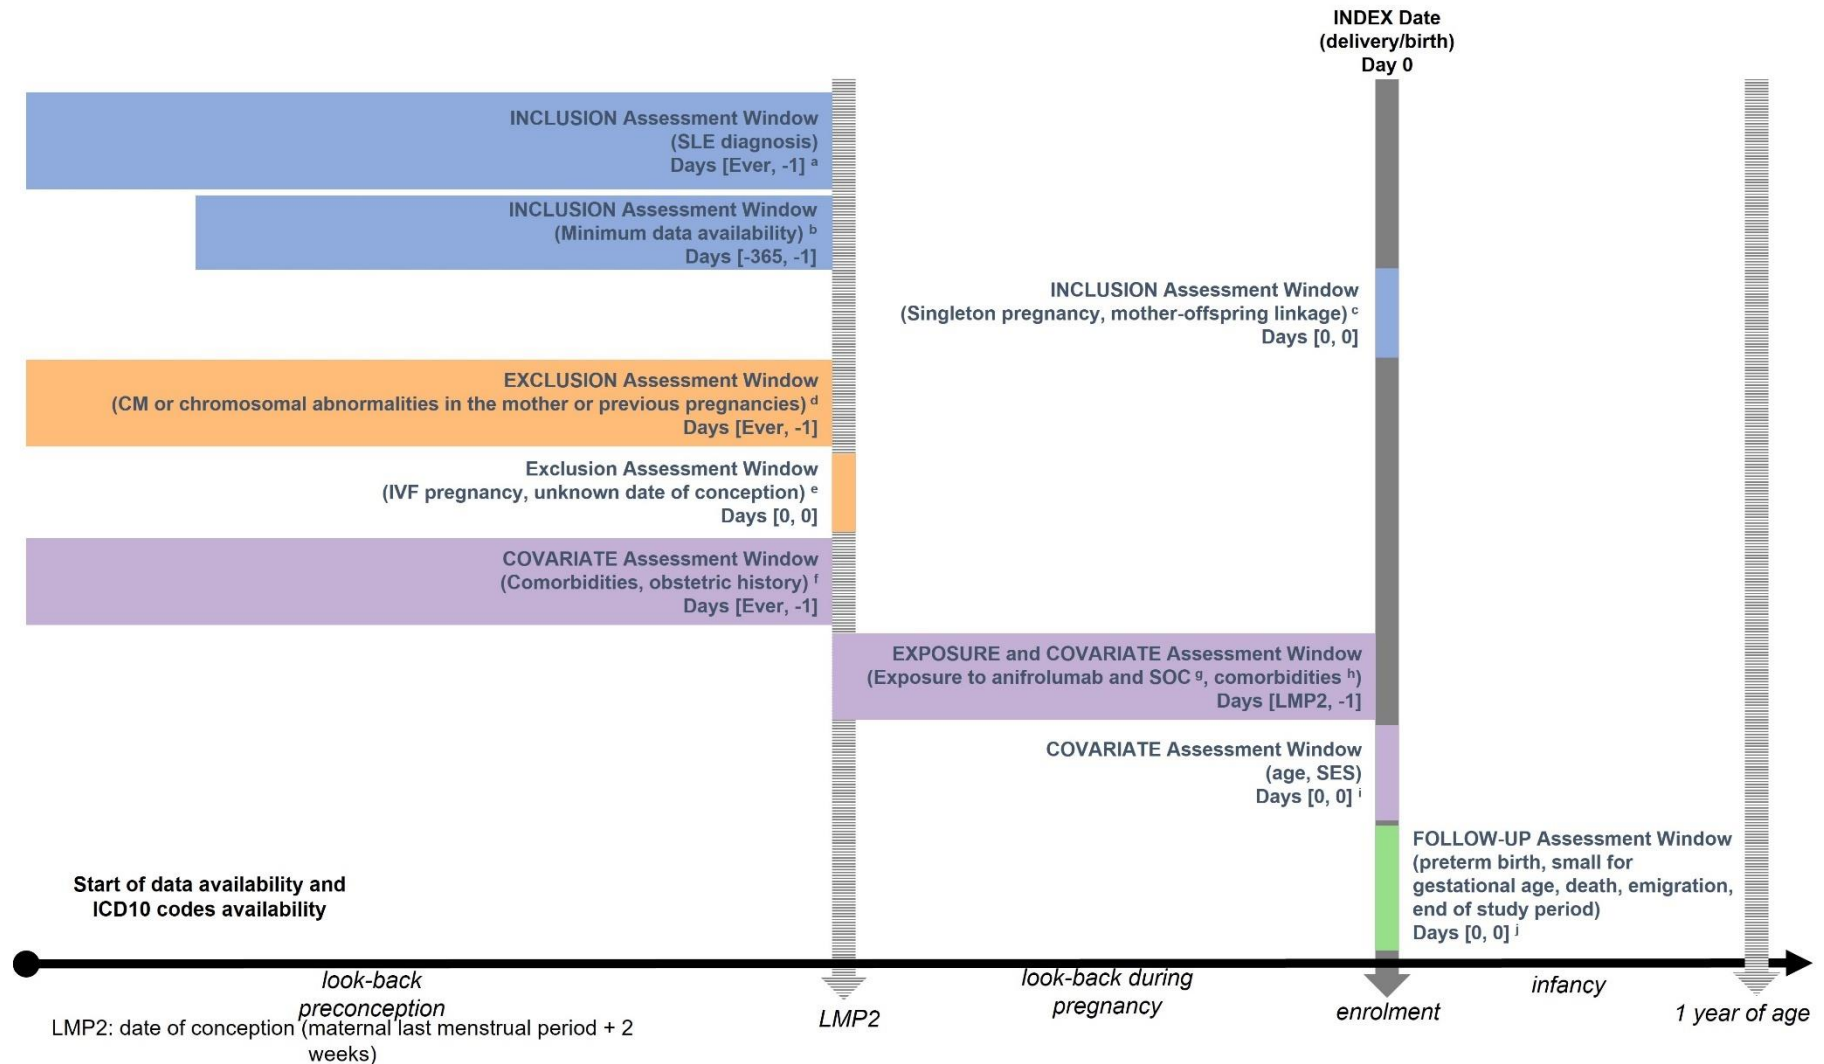 INDEX Date
(delivery/birth)
Day 0
INCLUSION Assessment Window
(SLE diagnosis)
Days [Ever, -1] ᵃ
INCLUSION Assessment Window
(Minimum data availability) ᵇ
Days [-365, -1]
INCLUSION Assessment Window
(Singleton pregnancy, mother-offspring linkage) ᶜ
Days [0, 0]
EXCLUSION Assessment Window
(CM or chromosomal abnormalities in the mother or previous pregnancies) ᵈ
Days [Ever, -1]
Exclusion Assessment Window
(IVF pregnancy, unknown date of conception) ᵉ
Days [0, 0]
COVARIATE Assessment Window
(Comorbidities, obstetric history) ᶠ
Days [Ever, -1]
EXPOSURE and COVARIATE Assessment Window
(Exposure to anifrolumab and SOC ᵍ, comorbidities ʰ)
Days [LMP2, -1]
COVARIATE Assessment Window
(age, SES)
Days [0, 0] ⁱ
FOLLOW-UP Assessment Window
(preterm birth, small for
gestational age, death, emigration,
end of study period)
Days [0, 0] ʲ
Start of data availability and
ICD10 codes availability
look-back
preconception
LMP2
look-back during
pregnancy
enrolment
infancy
1 year of age
LMP2: date of conception (maternal last menstrual period + 2
weeks)